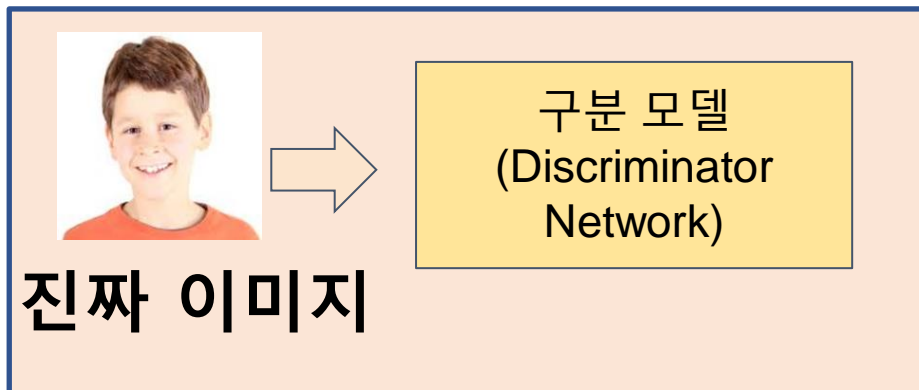 구분 모델
(Discriminator
Network)
진짜 이미지